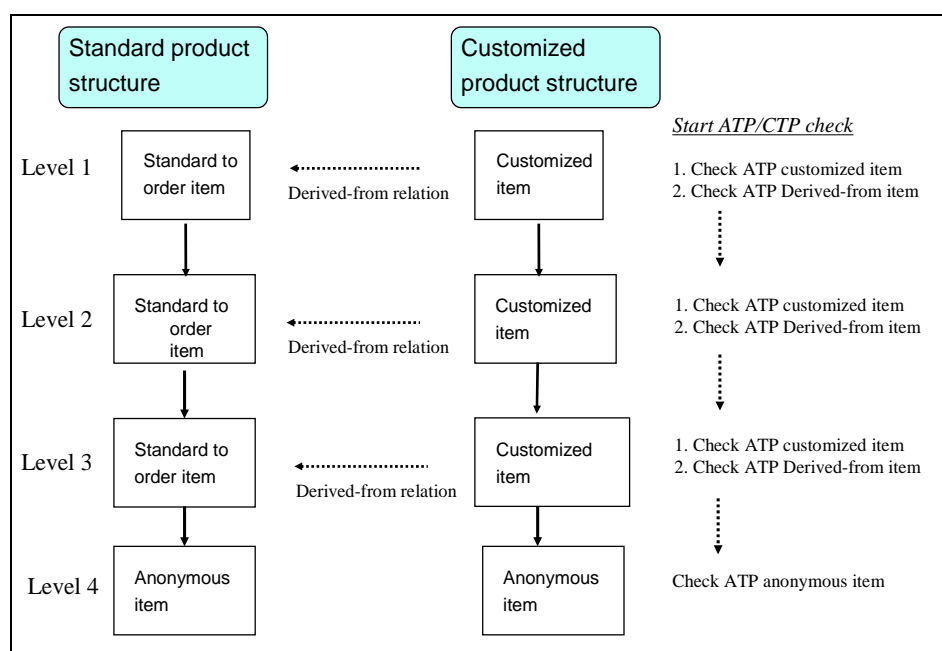 Standard product
structure
Customized
product structure
Start ATP/CTP check
Level 1
Standard to
order item
Derived-from relation
Customized
item
1. Check ATP customized item
2. Check ATP Derived-from item
Level 2
Standard to
order
item
Derived-from relation
Customized
item
1. Check ATP customized item
2. Check ATP Derived-from item
Level 3
Standard to
order item
Derived-from relation
Customized
item
1. Check ATP customized item
2. Check ATP Derived-from item
Level 4
Anonymous
item
Anonymous
item
Check ATP anonymous item